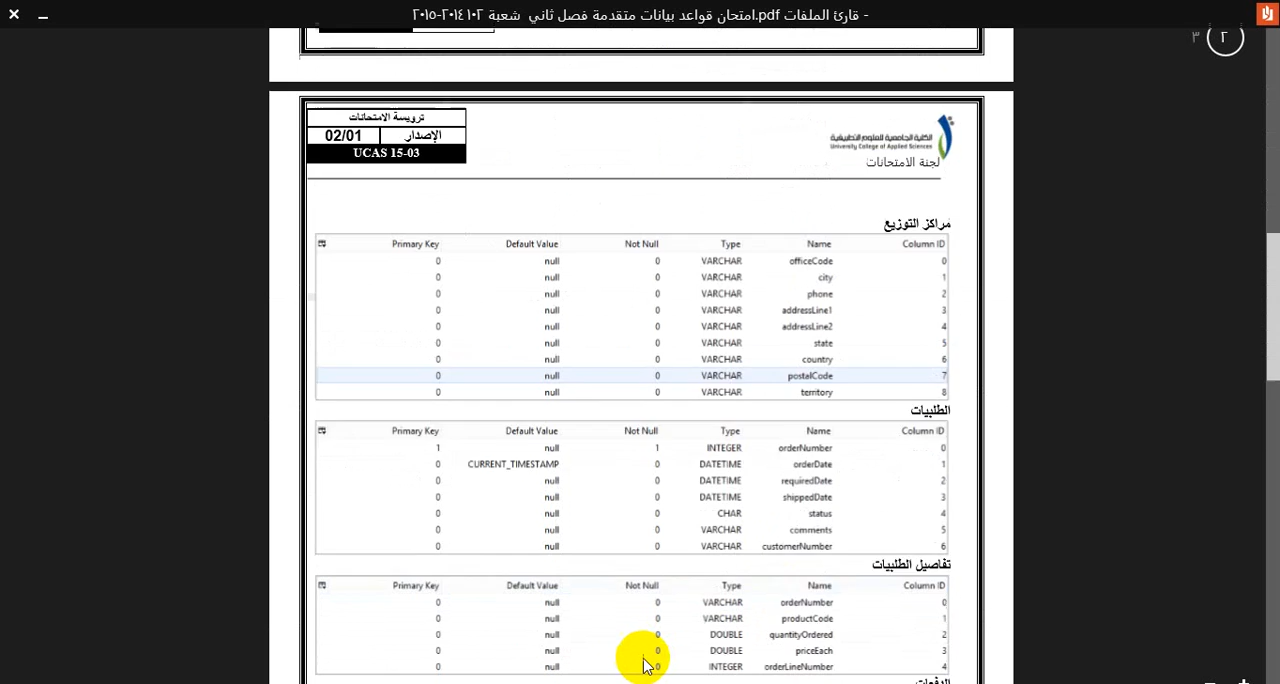 - قارئ الملفات pdf.امتحان قواعد بيانات متقدمة فصل ثاني شعبة ١٠٢ ٢٠١٤-٢٠١٥
٢
٣
ترويسة الامتحانات
الإصدار 02/01
UCAS 15-03
الكلية الجامعية للعلوم التطبيقية
University College of Applied Sciences
لجنة الامتحانات
مراكز التوزيع
Column ID Name Type Not Null Default Value Primary Key
0 officeCode VARCHAR 0 null 0
1 city VARCHAR 0 null 0
2 phone VARCHAR 0 null 0
3 addressLine1 VARCHAR 0 null 0
4 addressLine2 VARCHAR 0 null 0
5 state VARCHAR 0 null 0
6 country VARCHAR 0 null 0
7 postalCode VARCHAR 0 null 0
8 territory VARCHAR 0 null 0
الطلبيات
Column ID Name Type Not Null Default Value Primary Key
0 orderNumber INTEGER 1 null 1
1 orderDate DATETIME 0 CURRENT_TIMESTAMP 0
2 requiredDate DATETIME 0 null 0
3 shippedDate DATETIME 0 null 0
4 status CHAR 0 null 0
5 comments VARCHAR 0 null 0
6 customerNumber VARCHAR 0 null 0
تفاصيل الطلبيات
Column ID Name Type Not Null Default Value Primary Key
0 orderNumber VARCHAR 0 null 0
1 productCode VARCHAR 0 null 0
2 quantityOrdered DOUBLE 0 null 0
3 priceEach DOUBLE 0 null 0
4 orderLineNumber INTEGER 0 null 0